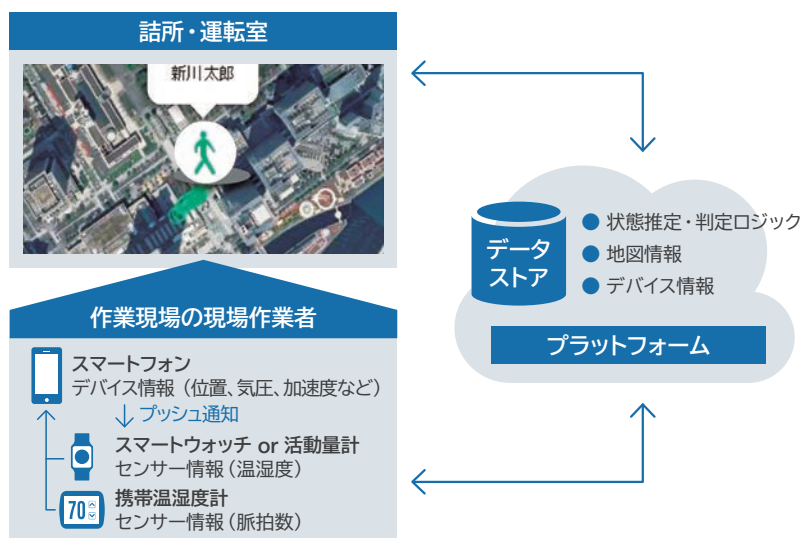 詰所・運転室
新川太郎
作業現場の現場作業者
スマートフォン
デバイス情報（位置、気圧、加速度など）
プッシュ通知
スマートウォッチ or 活動量計
センサー情報（温湿度）
70
携帯温湿度計
センサー情報（脈拍数）
データ
ストア
● 状態推定・判定ロジック
● 地図情報
● デバイス情報
プラットフォーム